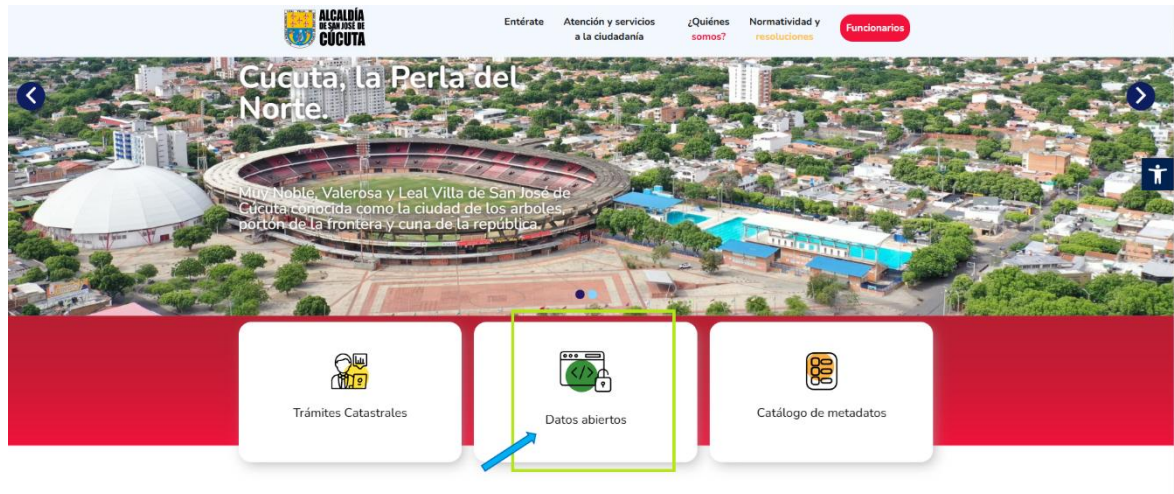 ALCALDÍA
DE SAN JOSÉ DE
CÚCUTA
Entérate
Atención y servicios
a la ciudadanía
¿Quiénes
somos?
Normatividad y
resoluciones
Funcionarios
Cúcuta, la Perla del
Norte.
Muy Noble, Valerosa y Leal Villa de San José de
Cúcuta conocida como la ciudad de los arboles,
portón de la frontera y cuna de la república.
Trámites Catastrales
Datos abiertos
Catálogo de metadatos